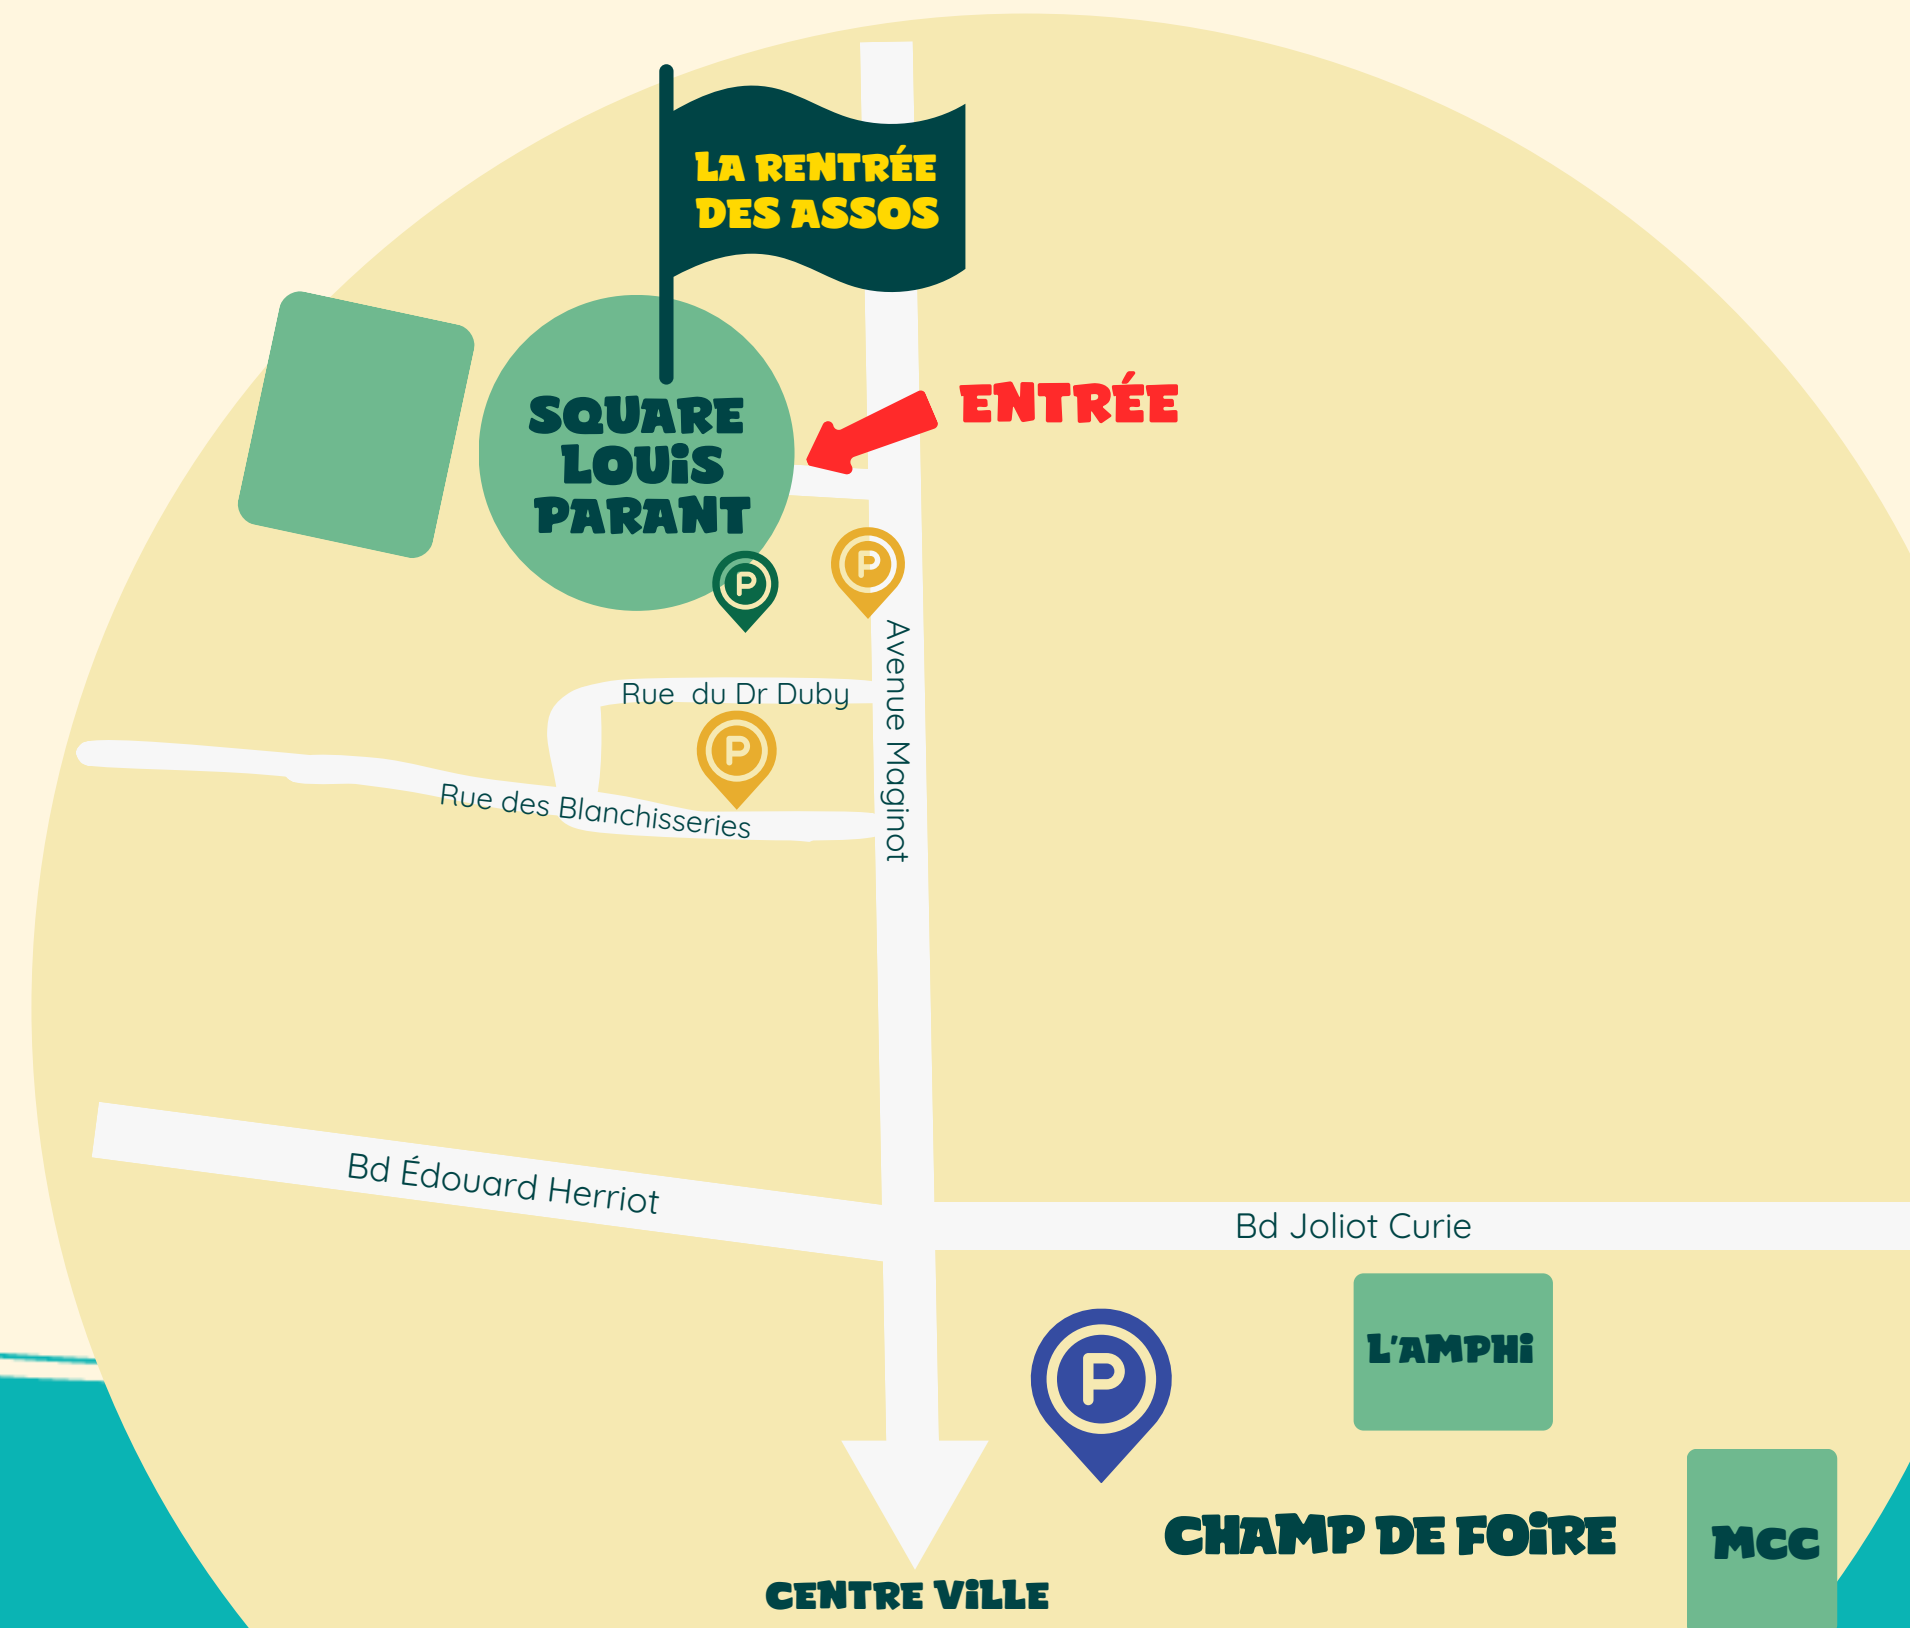 LA RENTRÉE
DES ASSOS
ENTRÉE
SQUARE
LOUiS
PARANT
P
P
Avenue Maginot
Rue du Dr Duby
P
Rue des Blanchisseries
Bd Édouard Herriot
Bd Joliot Curie
P
L'AMPHi
CHAMP DE FOiRE
MCC
CENTRE ViLLE